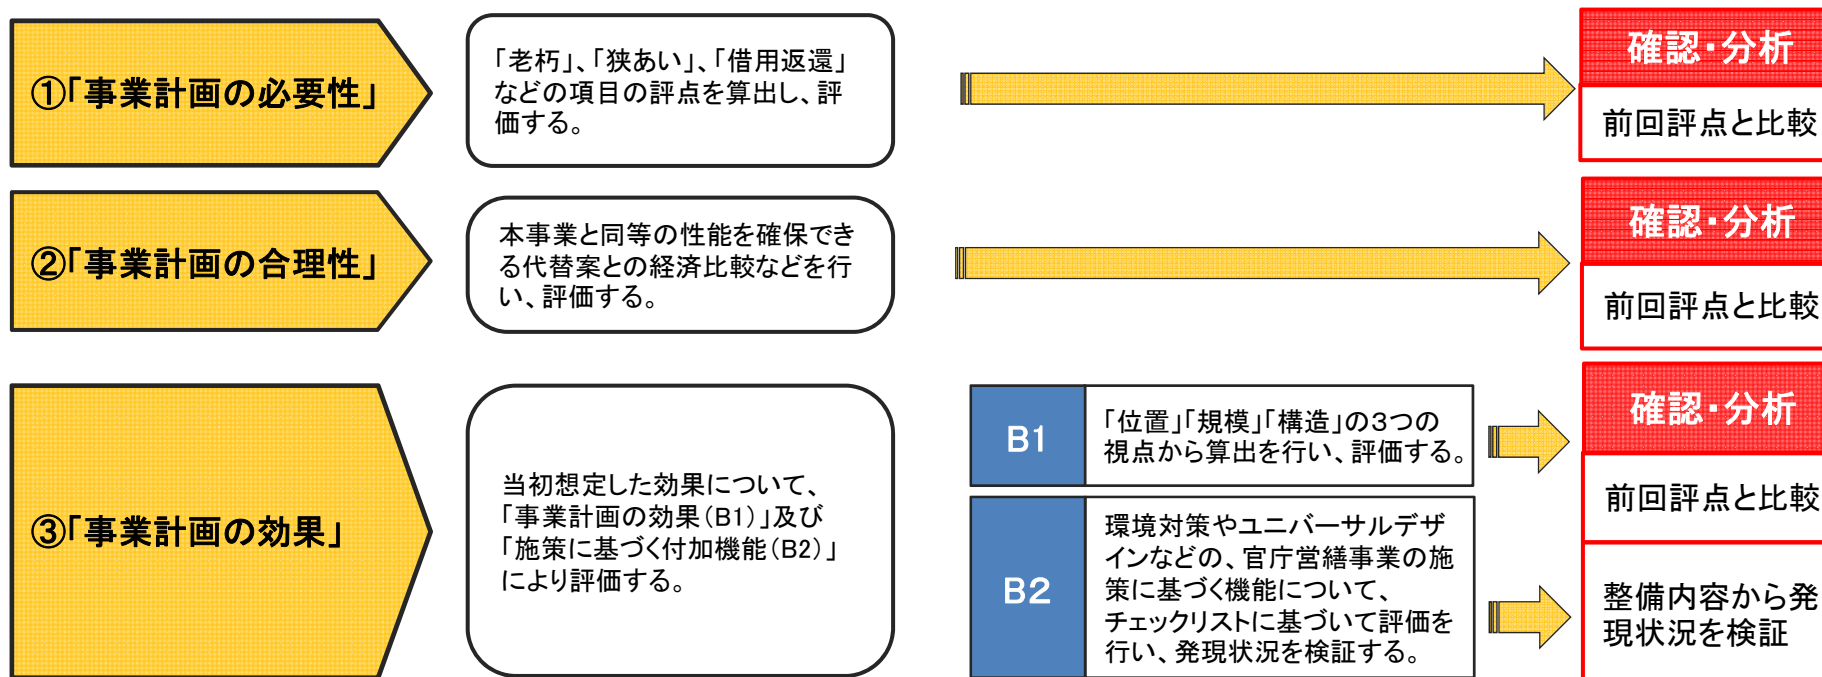 ①「事業計画の必要性」
「老朽」、「狭あい」、「借用返還」
などの項目の評点を算出し、評
価する。
確認・分析
前回評点と比較
②「事業計画の合理性」
本事業と同等の性能を確保でき
る代替案との経済比較などを行
い、評価する。
確認・分析
前回評点と比較
③「事業計画の効果」
当初想定した効果について、
「事業計画の効果(B1)」及び
「施策に基づく付加機能(B2)」
により評価する。
B1
「位置」「規模」「構造」の3つの
視点から算出を行い、評価する。
B2
環境対策やユニバーサルデザ
インなどの、官庁営繕事業の施
策に基づく機能について、
チェックリストに基づいて評価を
行い、発現状況を検証する。
確認・分析
前回評点と比較
整備内容から発
現状況を検証